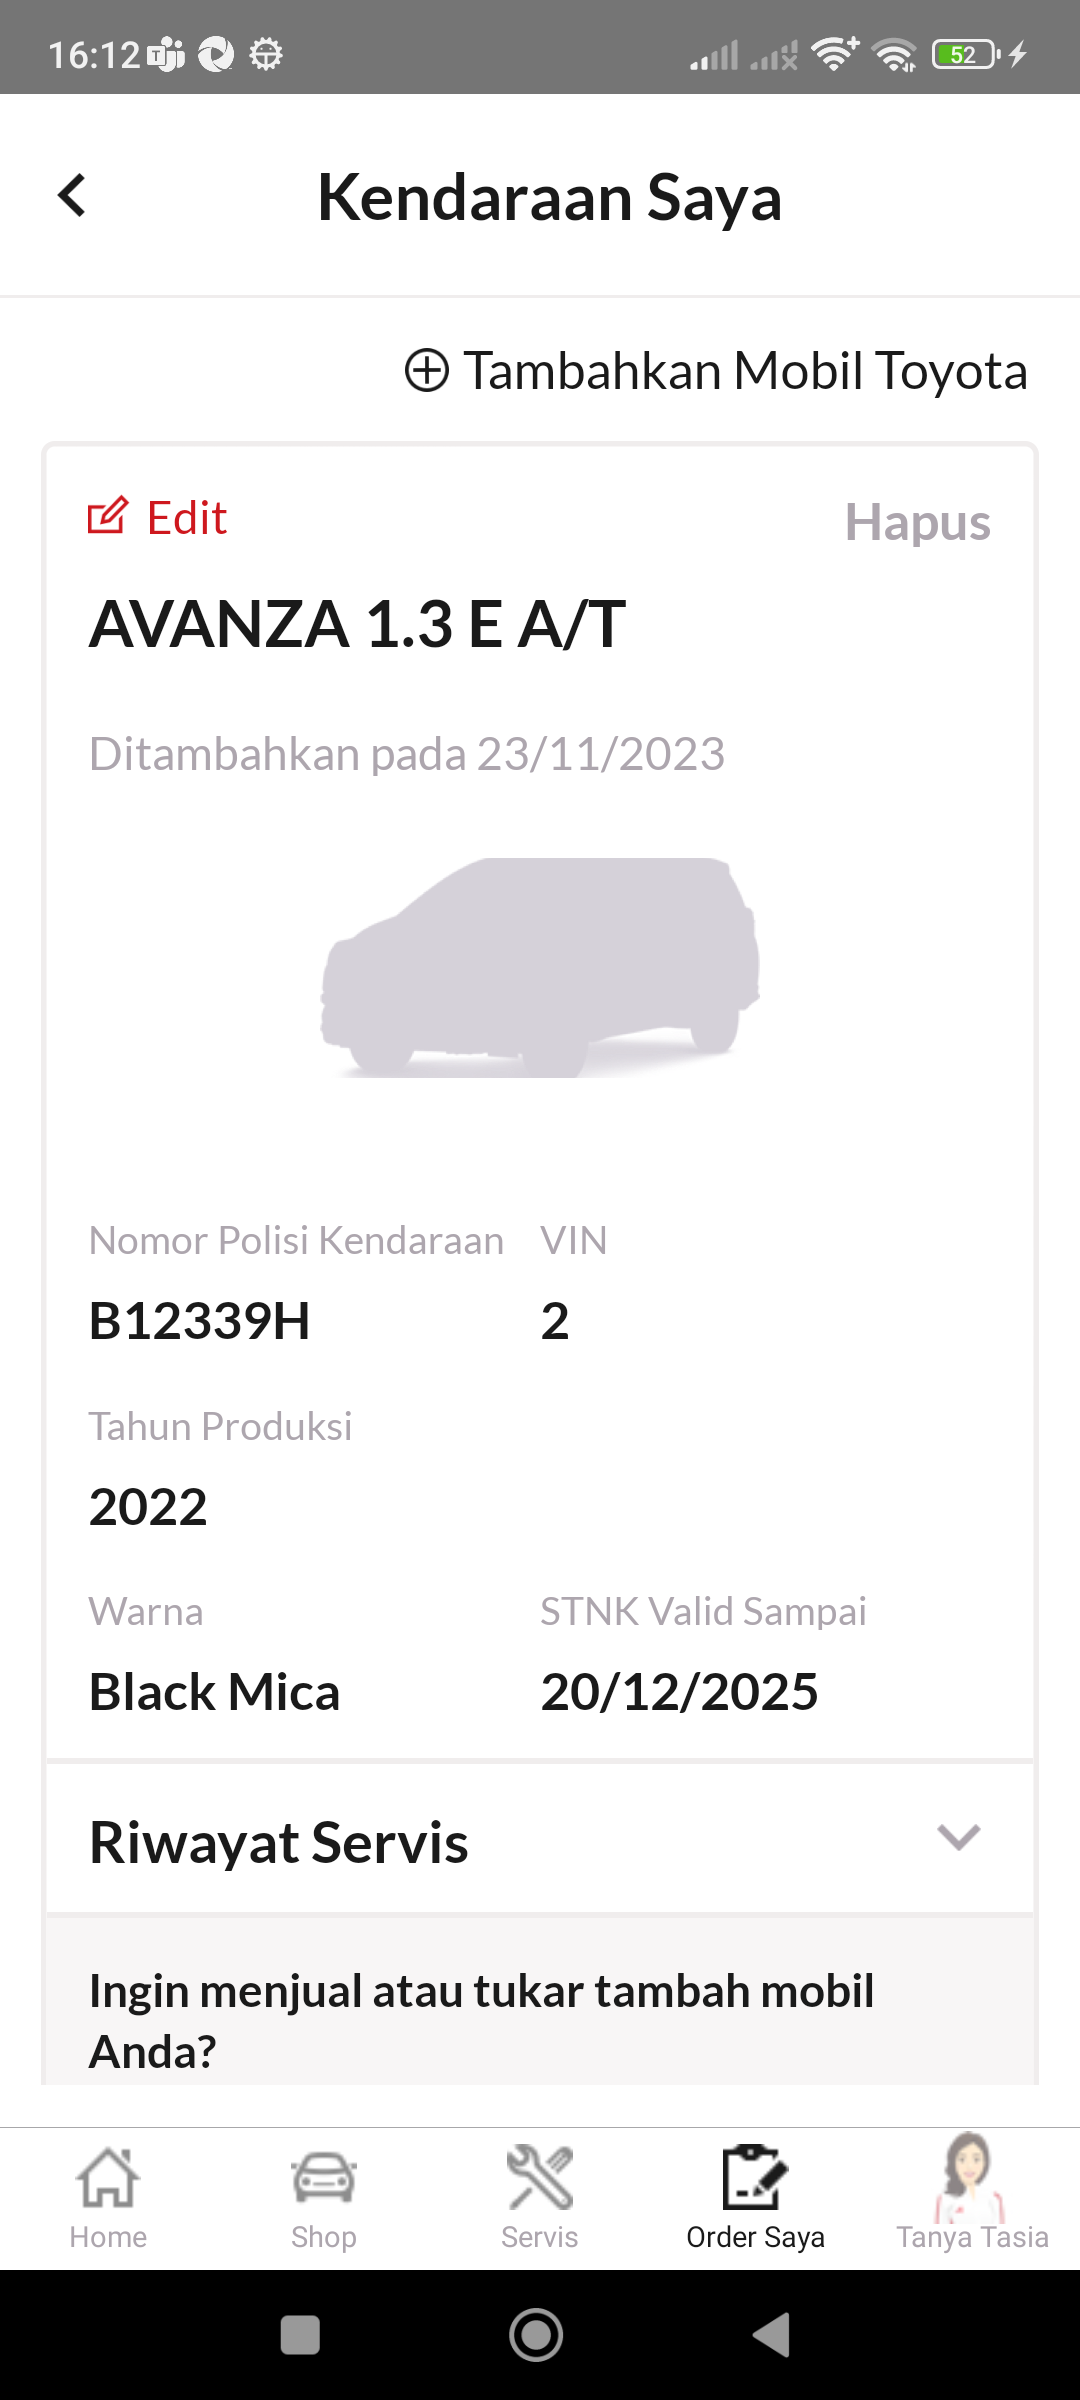 16:12
52
Kendaraan Saya
Tambahkan Mobil Toyota
Edit
Hapus
AVANZA 1.3 E A/T
Ditambahkan pada 23/11/2023
Nomor Polisi Kendaraan
VIN
B12339H
2
Tahun Produksi
2022
Warna
STNK Valid Sampai
Black Mica
20/12/2025
Riwayat Servis
Ingin menjual atau tukar tambah mobil
Anda?
Home
Shop
Servis
Order Saya
Tanya Tasia